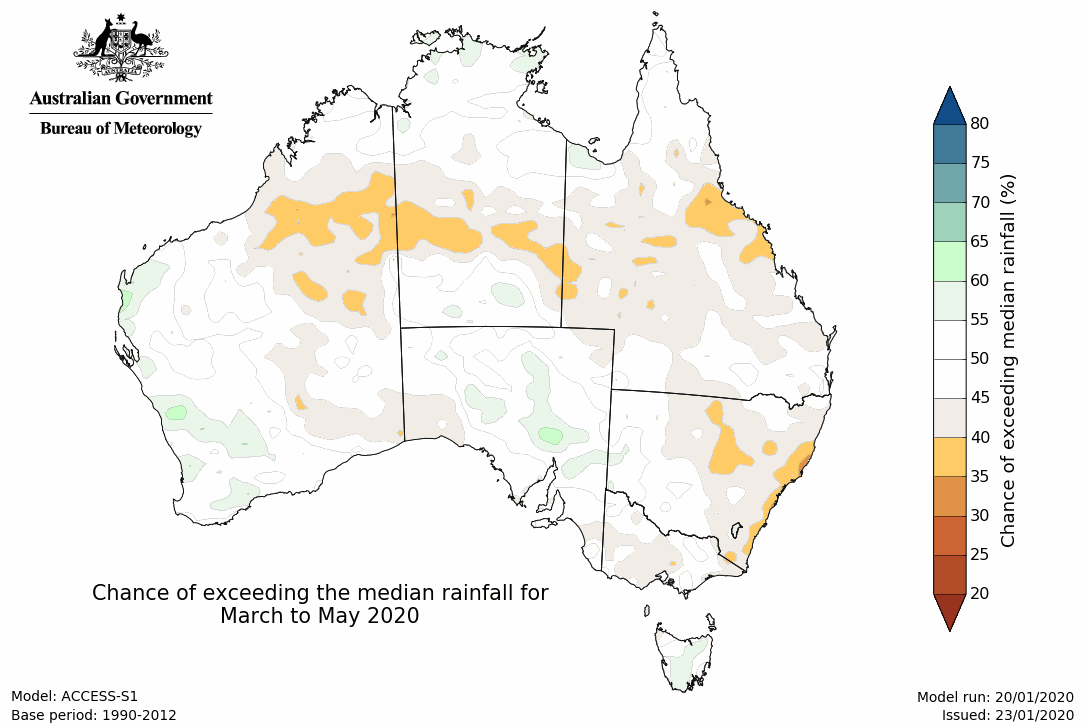 Australian Government
Bureau of Meteorology
80
75
70
65
60
55
50
45
40
35
30
25
20
Chance of exceeding median rainfall (%)
Chance of exceeding the median rainfall for
March to May 2020
Model: ACCESS-S1
Base period: 1990-2012
Model run: 20/01/2020
Issued: 23/01/2020